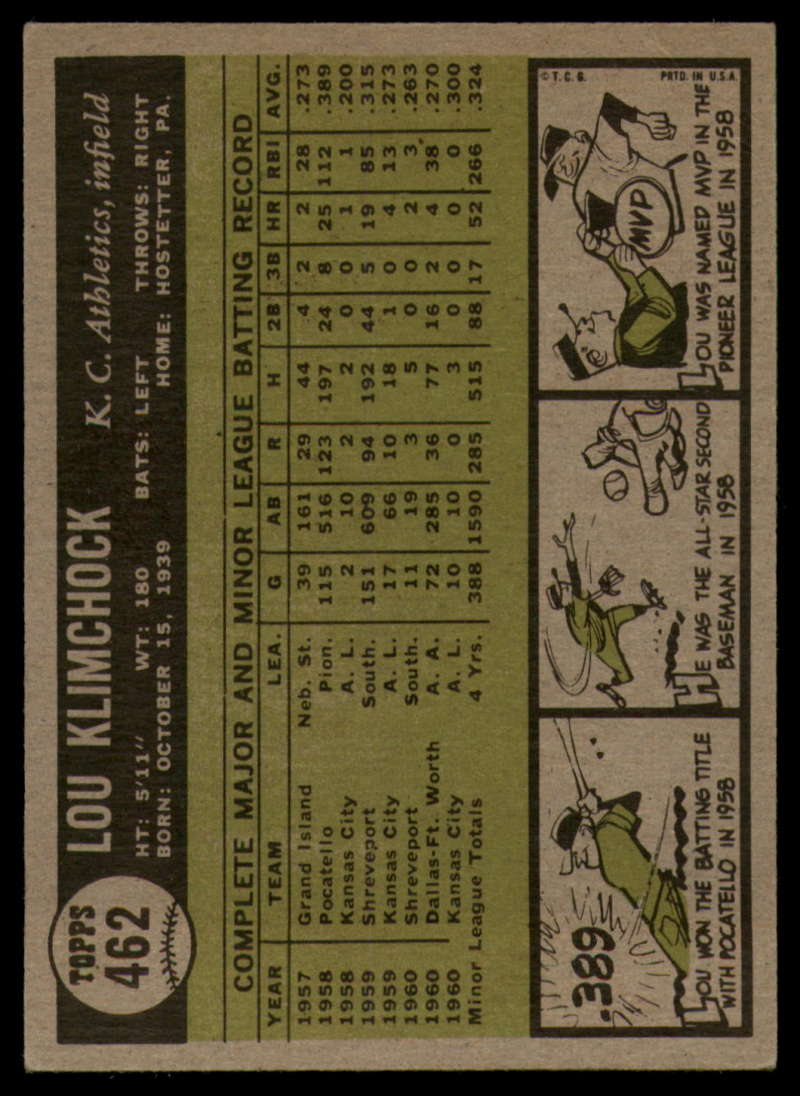 TOPPS
462
LOU KLIMCHOCK K. C. Athletics, infield
HT: 5'11" WT: 180 BATS: LEFT THROWS: RIGHT
BORN: OCTOBER 15, 1939 HOME: HOSTETTER, PA.
COMPLETE MAJOR AND MINOR LEAGUE BATTING RECORD
YEAR TEAM LEA. G AB R H 2B 3B HR RBI AVG.
1957 Grand Island Neb. St. 39 161 29 44 4 2 2 28 .273
1958 Pocatello Pion. 115 516 123 197 24 8 25 112 .389
1958 Kansas City A. L. 2 10 2 2 0 0 1 1 .200
1959 Shreveport South. 151 609 94 192 44 5 19 85 .315
1959 Kansas City A. L. 17 66 10 18 1 0 4 13 .273
1960 Shreveport South. 11 19 3 5 0 0 2 3 .263
1960 Dallas-Ft. Worth A. A. 72 285 36 77 16 2 4 38 .270
1960 Kansas City A. L. 10 10 0 3 0 0 0 0 .300
Minor League Totals 4 Yrs. 388 1590 285 515 88 17 52 266 .324
.389
LOU WON THE BATTING TITLE
WITH POCATELLO IN 1958
HE WAS THE ALL-STAR SECOND
BASEMAN IN 1958
© T. C. G. PRTD. IN U.S.A.
MVP
LOU WAS NAMED MVP IN THE
PIONEER LEAGUE IN 1958